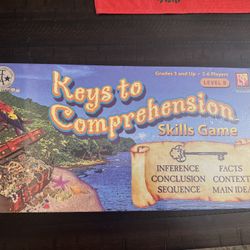 Grades 3 and Up • 2-6 Players
LEVEL 2
Keys to
Comprehension
Skills Game
INFERENCE FACTS
CONCLUSION CONTEXT
SEQUENCE MAIN IDEA